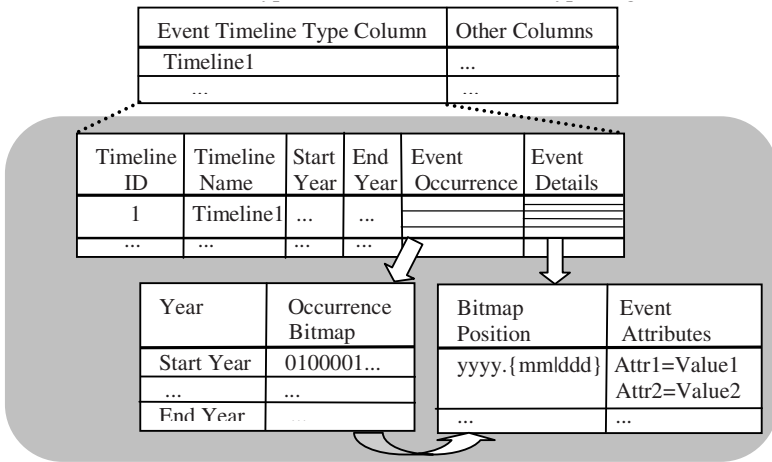 Event Timeline Type Column Other Columns
Timeline1 ...
... ...
Timeline ID Timeline Name Start Year End Year Event Occurrence Event Details
1 Timeline1 ... ...
... ... ... ...
Year Occurrence Bitmap
Start Year 0100001...
... ...
End Year ...
Bitmap Position Event Attributes
yyyy.{mm|ddd} Attr1=Value1
Attr2=Value2
... ...